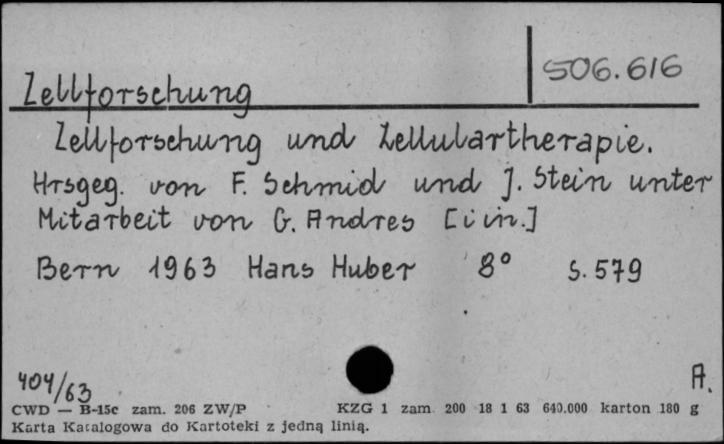 506.616
Zellforschung
Zellforschung und Zellulartherapie.
Hrsgeg. von F. Schmid und J. Stein unter
Mitarbeit von G. Andres [i in.]
Bern 1963 Hans Huber 8° S. 579
404/63 A.
CWD — B-15c zam. 206 ZW/P KZG 1 zam. 200 18 1 63 640.000 karton 180 g
Karta Katalogowa do Kartoteki z jedną linią.